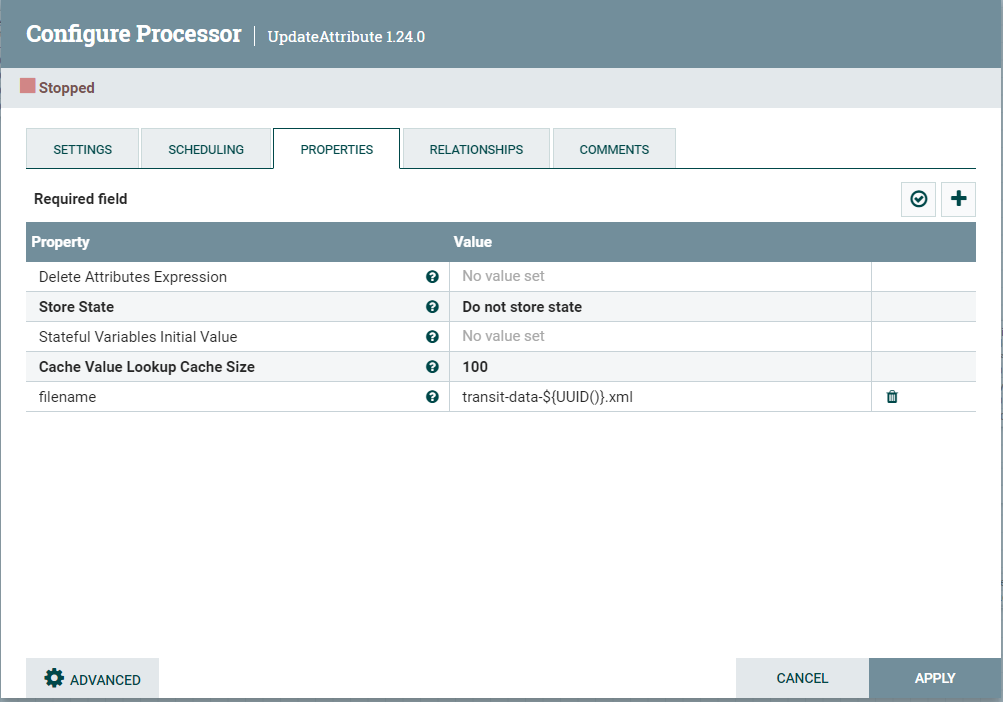 Configure Processor | UpdateAttribute 1.24.0
Stopped
SETTINGS SCHEDULING PROPERTIES RELATIONSHIPS COMMENTS
Required field
Property Value
Delete Attributes Expression No value set
Store State Do not store state
Stateful Variables Initial Value No value set
Cache Value Lookup Cache Size 100
filename transit-data-${UUID()}.xml
ADVANCED CANCEL APPLY